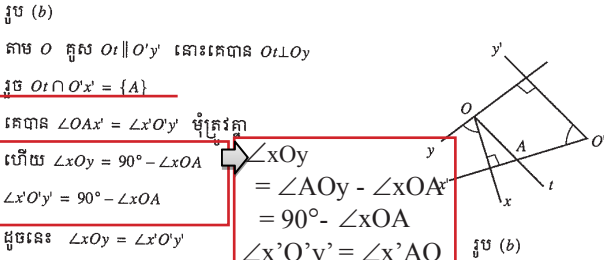 រូប (b)
តាម O គូស Ot ∥ O'y' នោះគេបាន Ot⊥Oy
រួច Ot ∩ O'x' = {A}
គេបាន ∠OAx' = ∠x'O'y' មុំត្រូវគ្នា
ហើយ ∠xOy = 90° – ∠xOA
∠x'O'y' = 90° – ∠xOA
ដូចនេះ ∠xOy = ∠x'O'y'
∠xOy
= ∠AOy - ∠xOA
= 90°- ∠xOA
∠x'O'y' = ∠x'AO
y'
O
A
O'
y
x'
x
t
រូប (b)